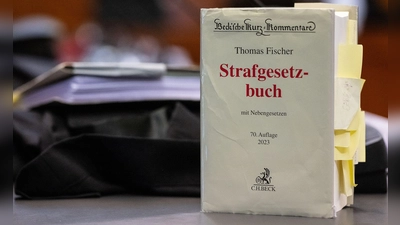 Beck'sche Kurz-Kommentare
Thomas Fischer
Strafgesetz-
buch
mit Nebengesetzen
70. Auflage
2023
C.H.BECK